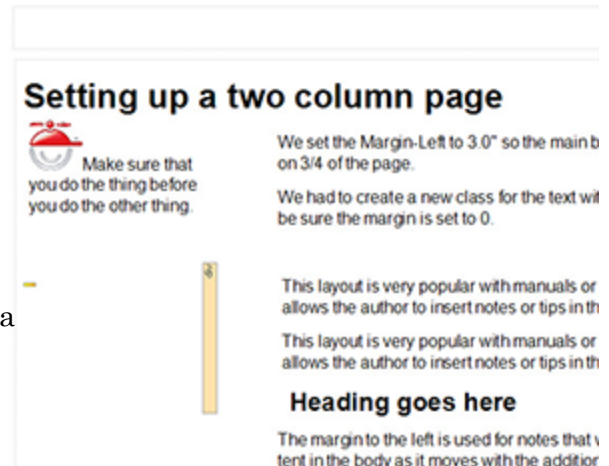 Setting up a two column page
Make sure that
you do the thing before
you do the other thing.
We set the Margin-Left to 3.0" so the main
on 3/4 of the page.
We had to create a new class for the text
be sure the margin is set to 0.
This layout is very popular with manuals or
allows the author to insert notes or tips in
This layout is very popular with manuals or
allows the author to insert notes or tips in
a
Heading goes here
The margin to the left is used for notes that
tent in the body as it moves with the